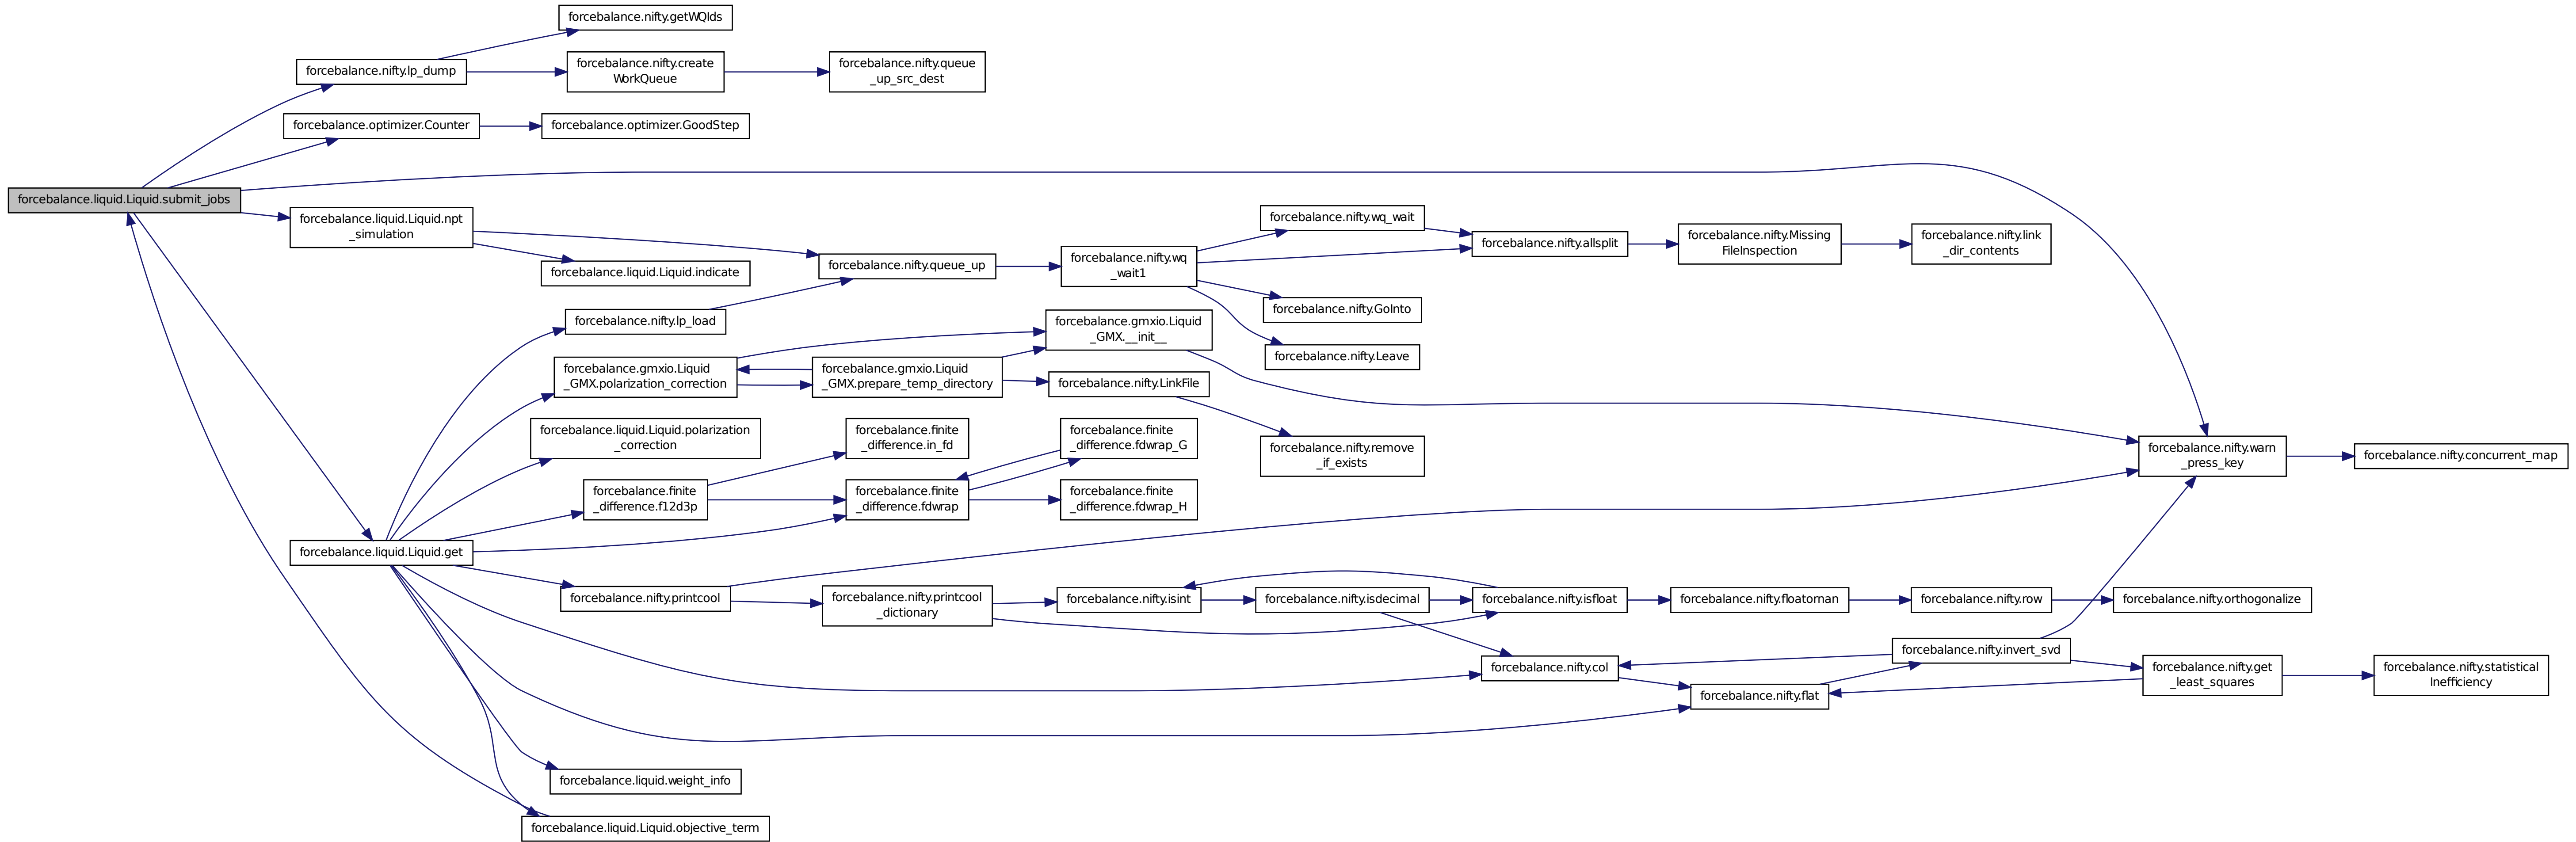 forcebalance.nifty.getWQIds
forcebalance.nifty.lp_dump
forcebalance.nifty.create
WorkQueue
forcebalance.nifty.queue
_up_src_dest
forcebalance.optimizer.Counter
forcebalance.optimizer.GoodStep
forcebalance.liquid.Liquid.submit_jobs
forcebalance.liquid.Liquid.npt
_simulation
forcebalance.liquid.Liquid.indicate
forcebalance.nifty.queue_up
forcebalance.nifty.wq
_wait1
forcebalance.nifty.wq_wait
forcebalance.nifty.allsplit
forcebalance.nifty.Missing
FileInspection
forcebalance.nifty.link
_dir_contents
forcebalance.nifty.GoInto
forcebalance.nifty.Leave
forcebalance.nifty.lp_load
forcebalance.gmxio.Liquid
_GMX.polarization_correction
forcebalance.gmxio.Liquid
_GMX.prepare_temp_directory
forcebalance.gmxio.Liquid
_GMX.__init__
forcebalance.nifty.LinkFile
forcebalance.nifty.remove
_if_exists
forcebalance.liquid.Liquid.polarization
_correction
forcebalance.finite
_difference.in_fd
forcebalance.finite
_difference.f12d3p
forcebalance.finite
_difference.fdwrap
forcebalance.finite
_difference.fdwrap_G
forcebalance.finite
_difference.fdwrap_H
forcebalance.nifty.warn
_press_key
forcebalance.nifty.concurrent_map
forcebalance.liquid.Liquid.get
forcebalance.nifty.printcool
forcebalance.nifty.printcool
_dictionary
forcebalance.nifty.isint
forcebalance.nifty.isdecimal
forcebalance.nifty.isfloat
forcebalance.nifty.floatornan
forcebalance.nifty.row
forcebalance.nifty.orthogonalize
forcebalance.nifty.col
forcebalance.nifty.flat
forcebalance.nifty.invert_svd
forcebalance.nifty.get
_least_squares
forcebalance.nifty.statistical
Inefficiency
forcebalance.liquid.weight_info
forcebalance.liquid.Liquid.objective_term